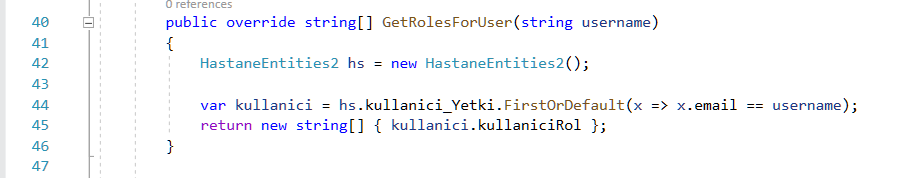 0 references
40 public override string[] GetRolesForUser(string username)
41 {
42 HastaneEntities2 hs = new HastaneEntities2();
43
44 var kullanici = hs.kullanici_Yetki.FirstOrDefault(x => x.email == username);
45 return new string[] { kullanici.kullaniciRol };
46 }
47